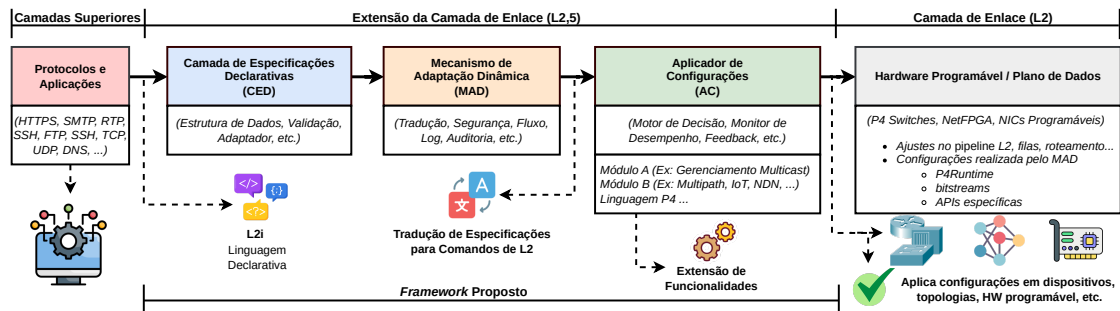 Camadas Superiores
Extensão da Camada de Enlace (L2,5)
Camada de Enlace (L2)
Protocolos e
Aplicações
(HTTPS, SMTP, RTP,
SSH, FTP, SSH, TCP,
UDP, DNS, ...)
Camada de Especificações
Declarativas
(CED)
(Estrutura de Dados, Validação,
Adaptador, etc.)
</>
{;}
<?>
L2i
Linguagem
Declarativa
Mecanismo de
Adaptação Dinâmica
(MAD)
(Tradução, Segurança, Fluxo,
Log, Auditoria, etc.)
A
文
Tradução de Especificações
para Comandos de L2
Aplicador de
Configurações
(AC)
(Motor de Decisão, Monitor de
Desempenho, Feedback, etc.)
Módulo A (Ex: Gerenciamento Multicast)
Módulo B (Ex: Multipath, IoT, NDN, ...)
Linguagem P4 ...
Extensão de
Funcionalidades
Hardware Programável / Plano de Dados
(P4 Switches, NetFPGA, NICs Programáveis)
• Ajustes no pipeline L2, filas, roteamento...
• Configurações realizada pelo MAD
○ P4Runtime
○ bitstreams
○ APIs específicas
Aplica configurações em dispositivos,
topologias, HW programável, etc.
Framework Proposto